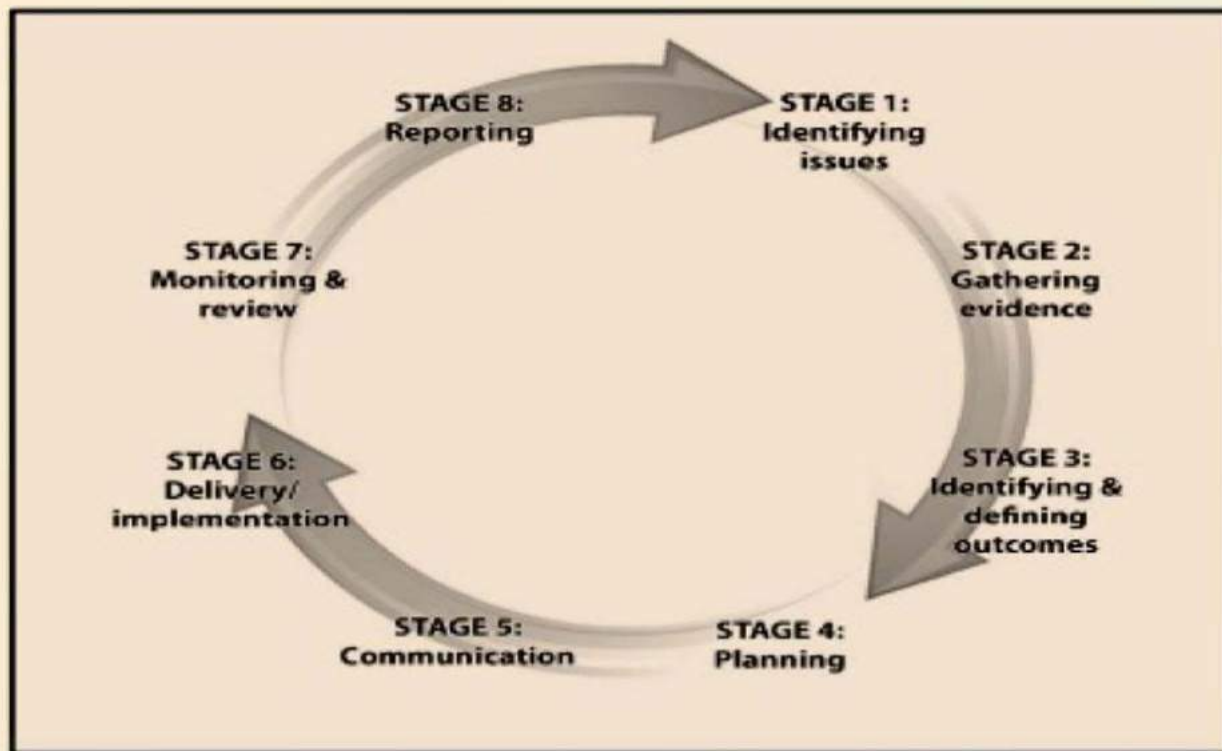 STAGE 1:
Identifying
issues
STAGE 2:
Gathering
evidence
STAGE 3:
Identifying &
defining
outcomes
STAGE 4:
Planning
STAGE 5:
Communication
STAGE 6:
Delivery/
implementation
STAGE 7:
Monitoring &
review
STAGE 8:
Reporting